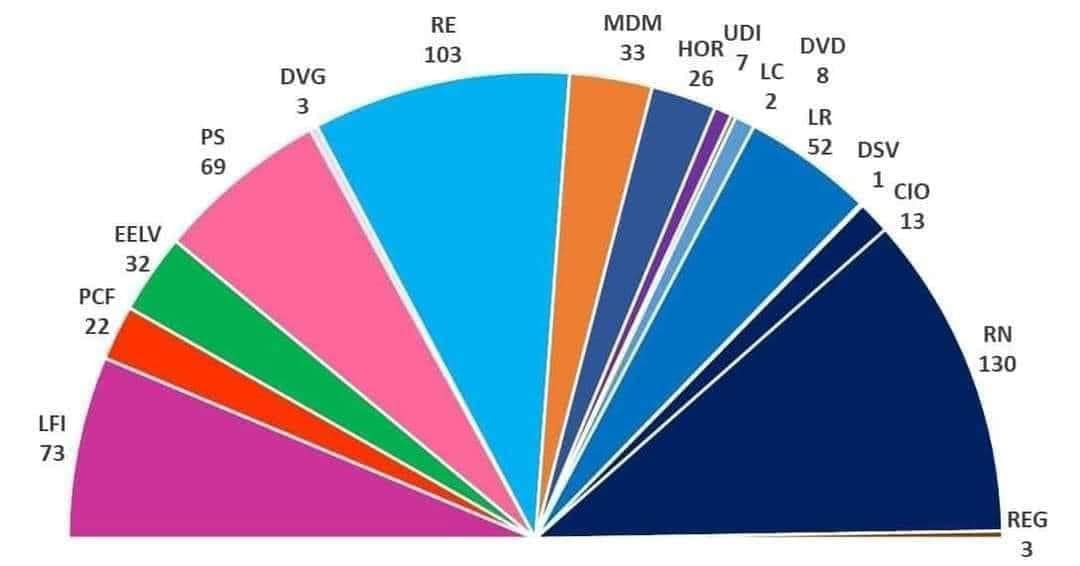 LFI
73
PCF
22
EELV
32
PS
69
DVG
3
RE
103
MDM
33
HOR
26
UDI
7
LC
2
DVD
8
LR
52
DSV
1
CIO
13
RN
130
REG
3